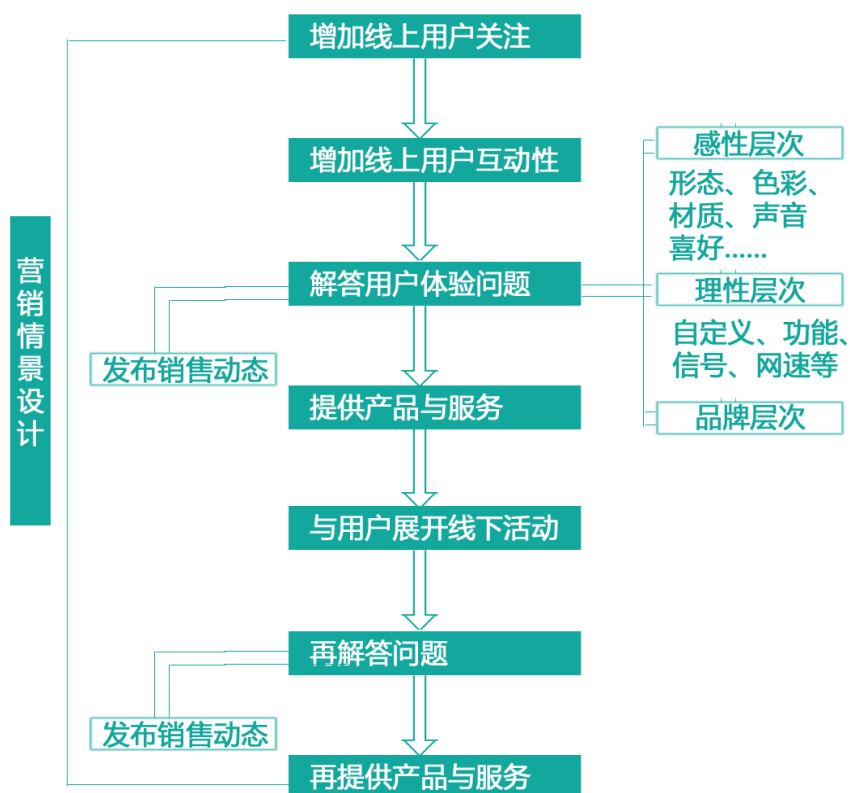 增加线上用户关注
增加线上用户互动性
感性层次
形态、色彩、
材质、声音
喜好......
营销情景设计
解答用户体验问题
理性层次
自定义、功能、
信号、网速等
发布销售动态
提供产品与服务
品牌层次
与用户展开线下活动
再解答问题
发布销售动态
再提供产品与服务